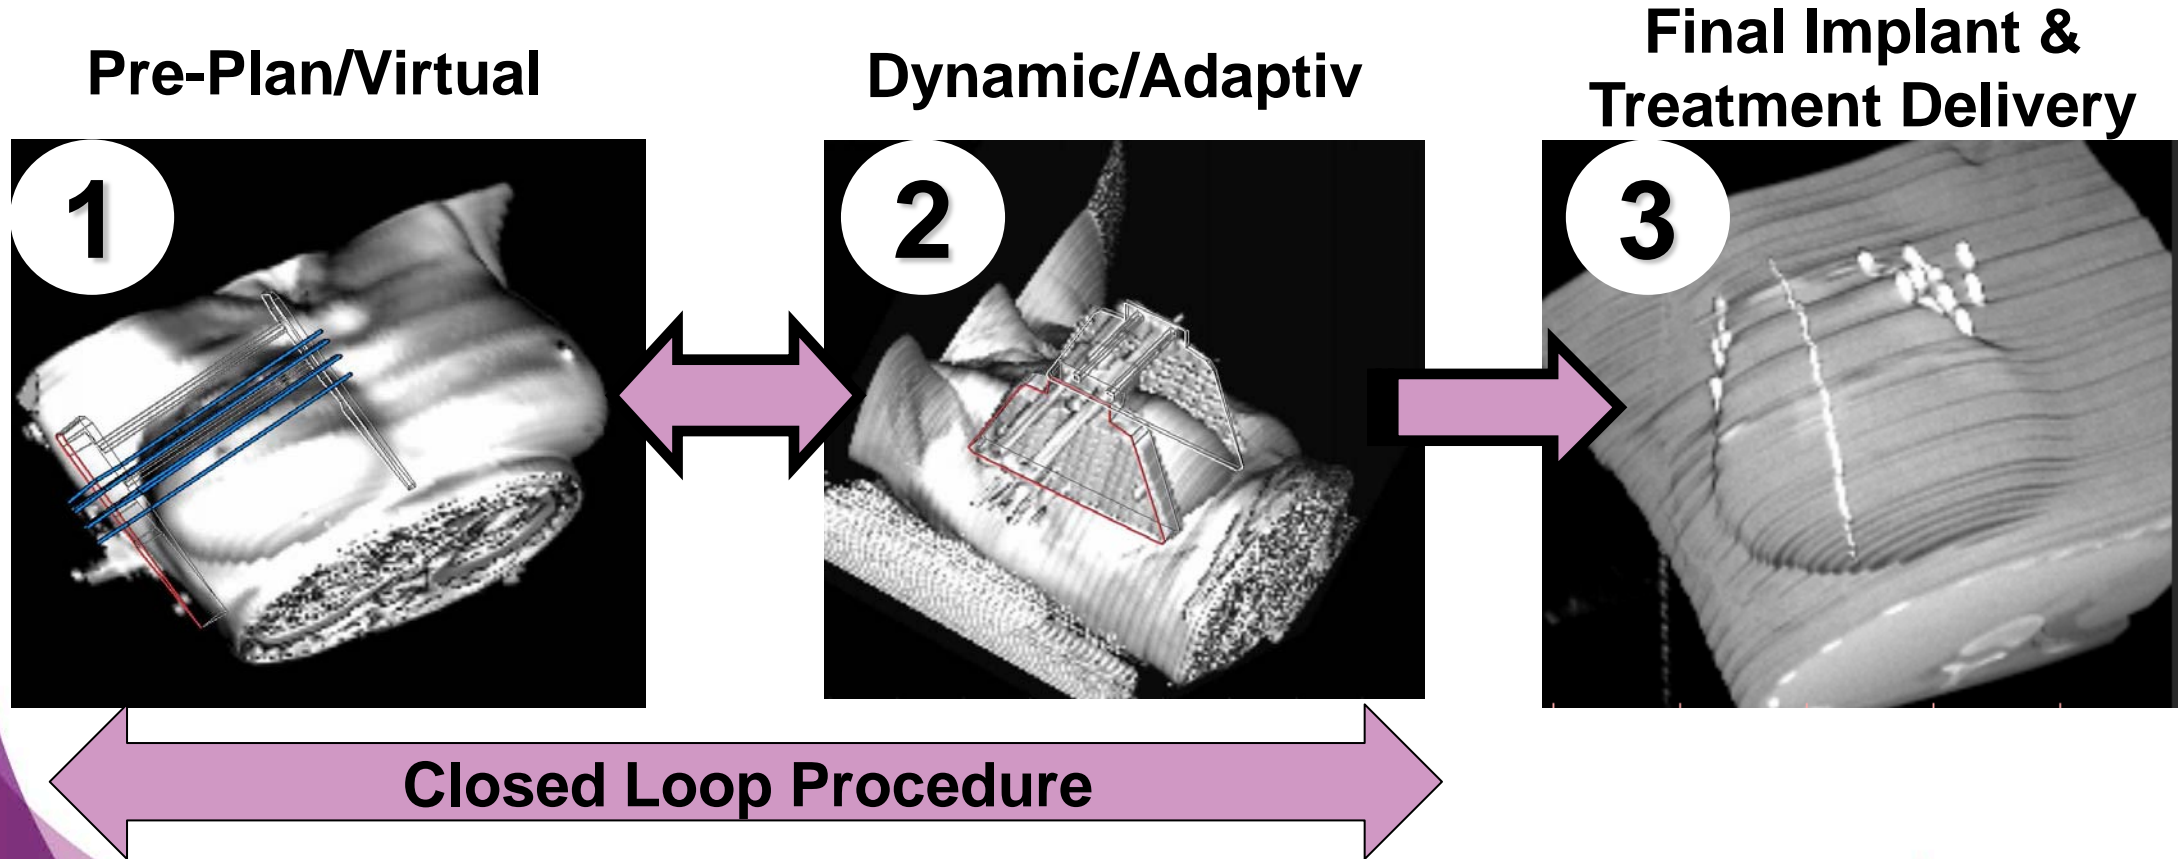 Pre-Plan/Virtual
Dynamic/Adaptiv
Final Implant &
Treatment Delivery
1
2
3
Closed Loop Procedure